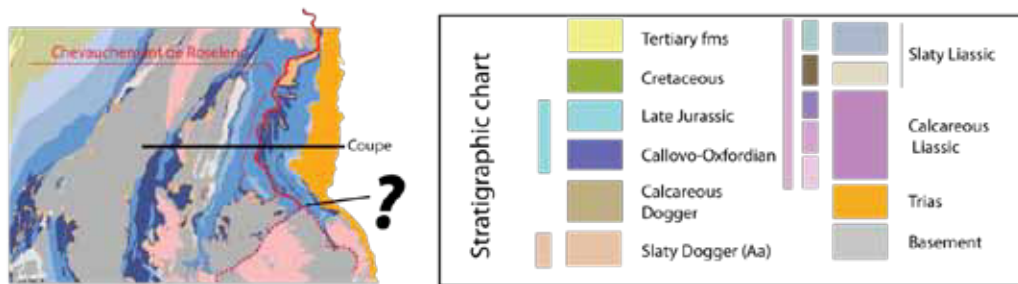 Chevauchement de Roselend
Coupe
?
Stratigraphic chart
Tertiary fms
Cretaceous
Late Jurassic
Callovo-Oxfordian
Calcareous
Dogger
Slaty Dogger (Aa)
Slaty Liassic
Calcareous
Liassic
Trias
Basement